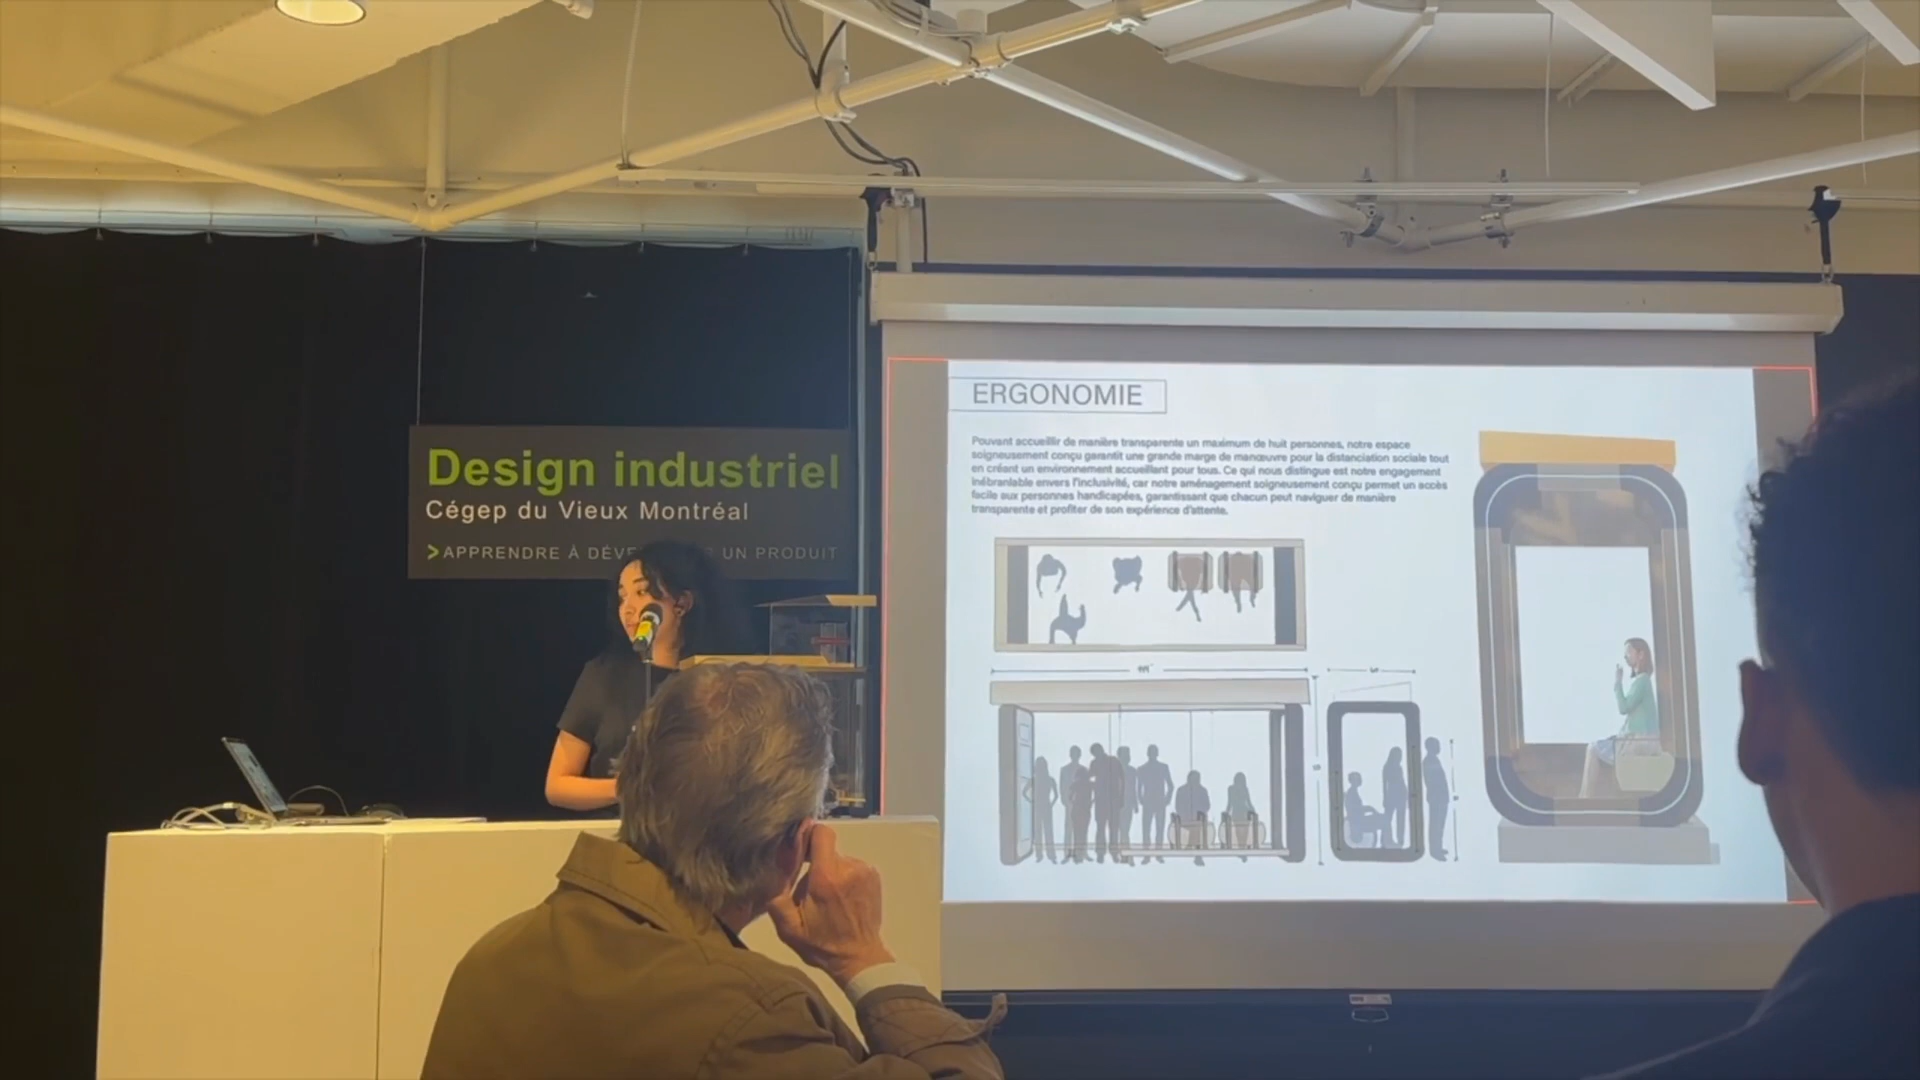 Design industriel
Cégep du Vieux Montréal
>APPRENDRE À DÉVE UN PRODUIT
ERGONOMIE
Pouvant accueillir de manière transparente un maximum de huit personnes, notre espace
soigneusement conçu garantit une grande marge de manœuvre pour la distanciation sociale tout
en créant un environnement accueillant pour tous. Ce qui nous distingue est notre engagement
inébranlable envers l'inclusivité, car notre aménagement soigneusement conçu permet un accès
facile aux personnes handicapées, garantissant que chacun peut naviguer de manière
transparente et profiter de son expérience d'attente.